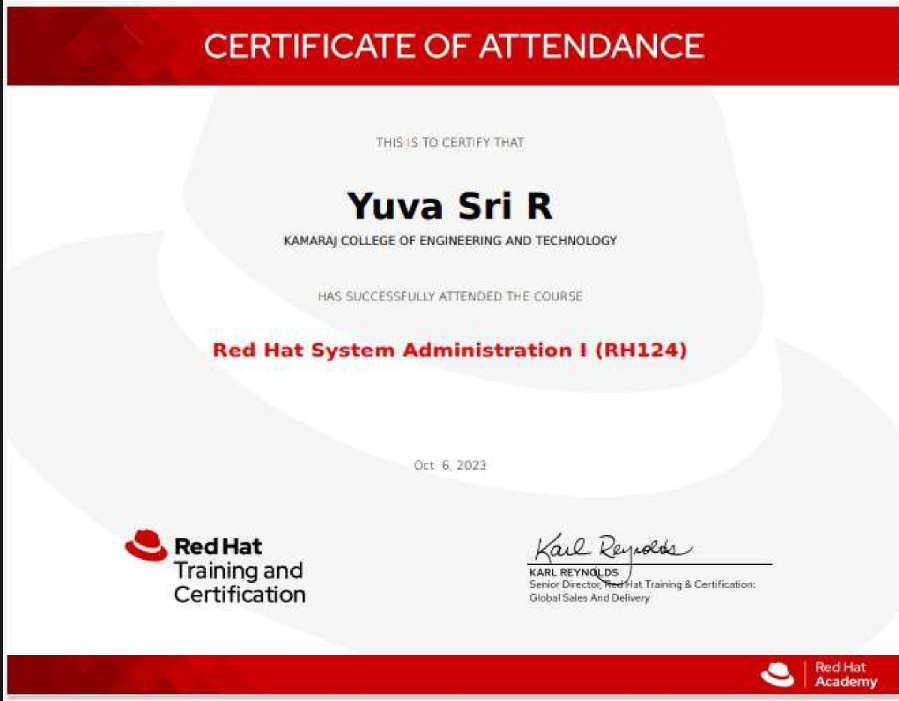 CERTIFICATE OF ATTENDANCE
THIS IS TO CERTIFY THAT
Yuva Sri R
KAMARAJ COLLEGE OF ENGINEERING AND TECHNOLOGY
HAS SUCCESSFULLY ATTENDED THE COURSE
Red Hat System Administration I (RH124)
Oct 6, 2023
Red Hat
Training and
Certification
Karl Reynolds
KARL REYNOLDS
Senior Director, Red Hat Training & Certification:
Global Sales And Delivery
Red Hat
Academy